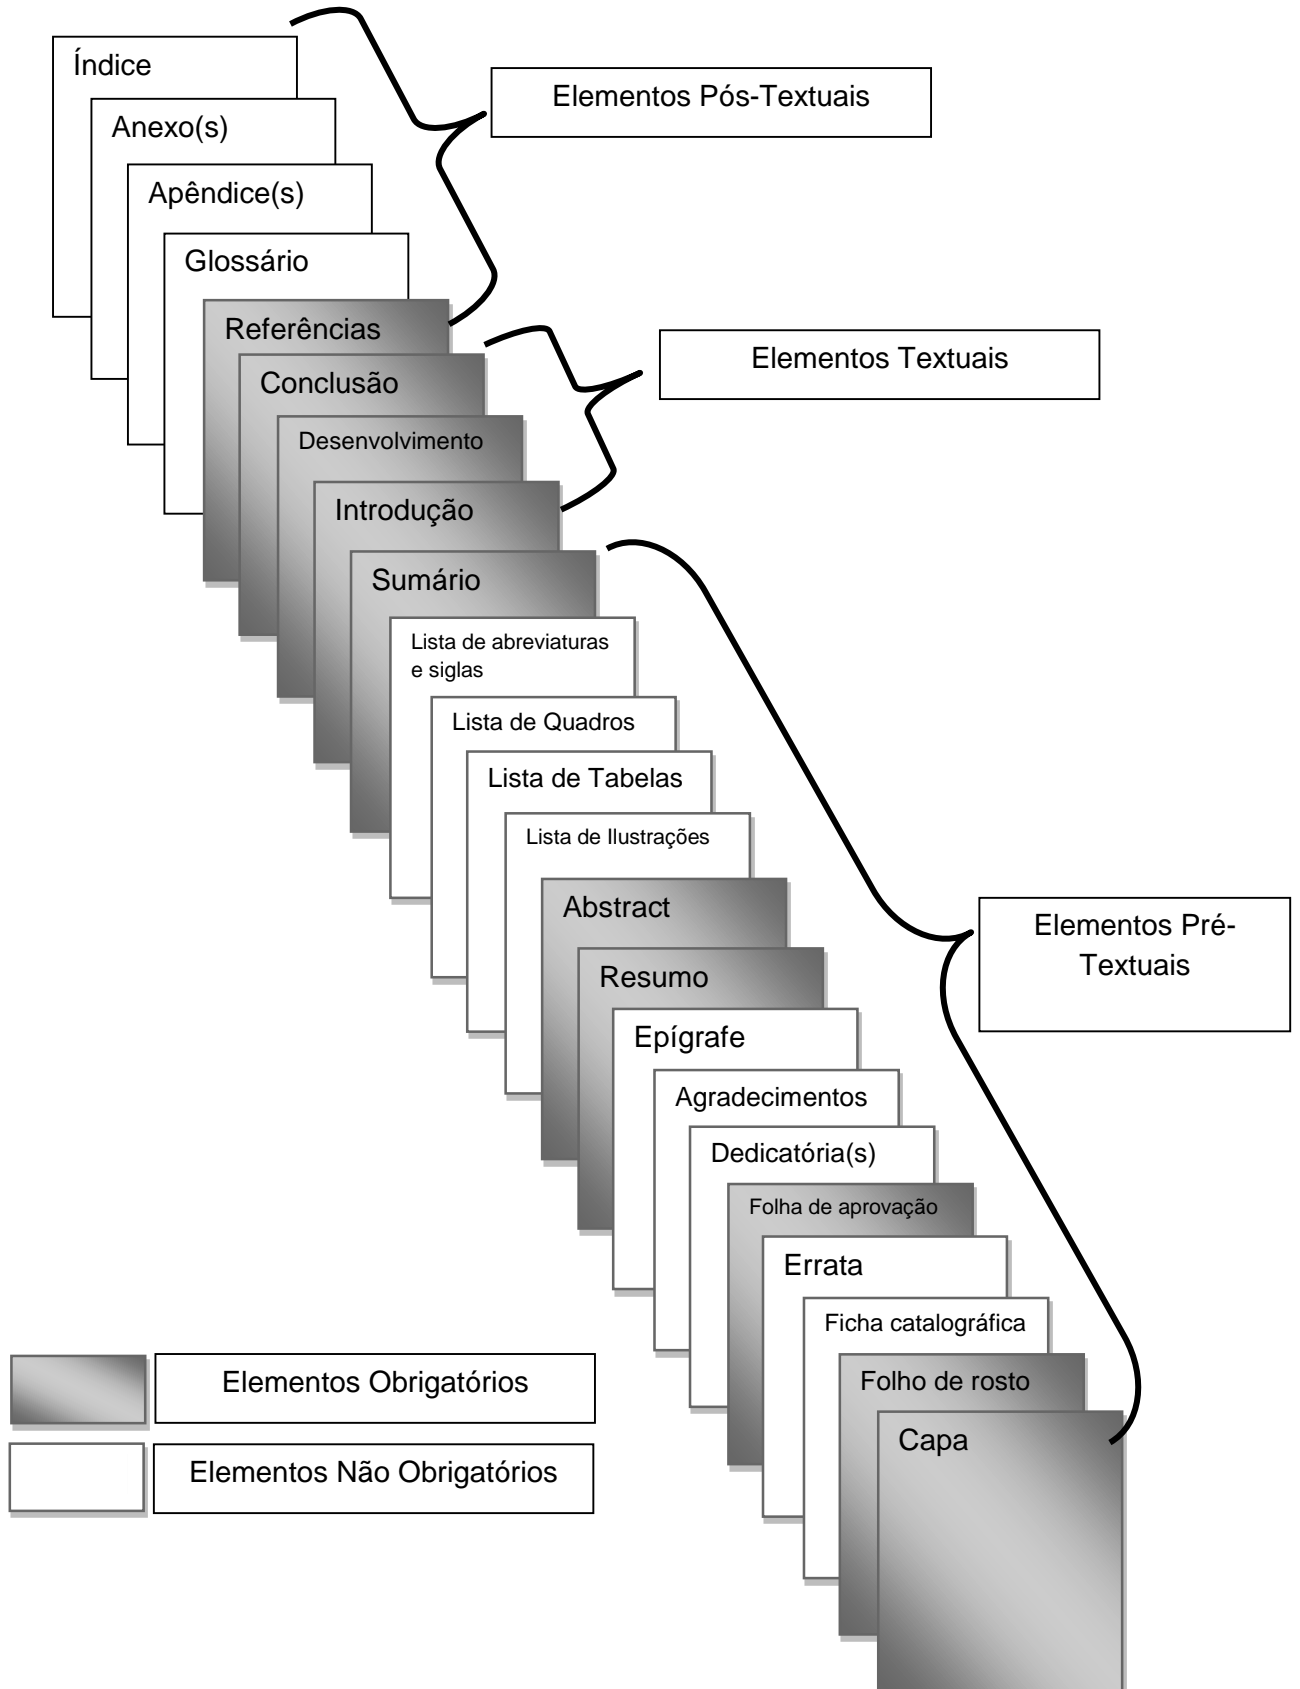 Índice
Elementos Pós-Textuais
Anexo(s)
Apêndice(s)
Glossário
Referências
Elementos Textuais
Conclusão
Desenvolvimento
Introdução
Sumário
Lista de abreviaturas
e siglas
Lista de Quadros
Lista de Tabelas
Lista de Ilustrações
Abstract
Elementos Pré-
Textuais
Resumo
Epígrafe
Agradecimentos
Dedicatória(s)
Folha de aprovação
Errata
Ficha catalográfica
Folho de rosto
Capa
Elementos Obrigatórios
Elementos Não Obrigatórios